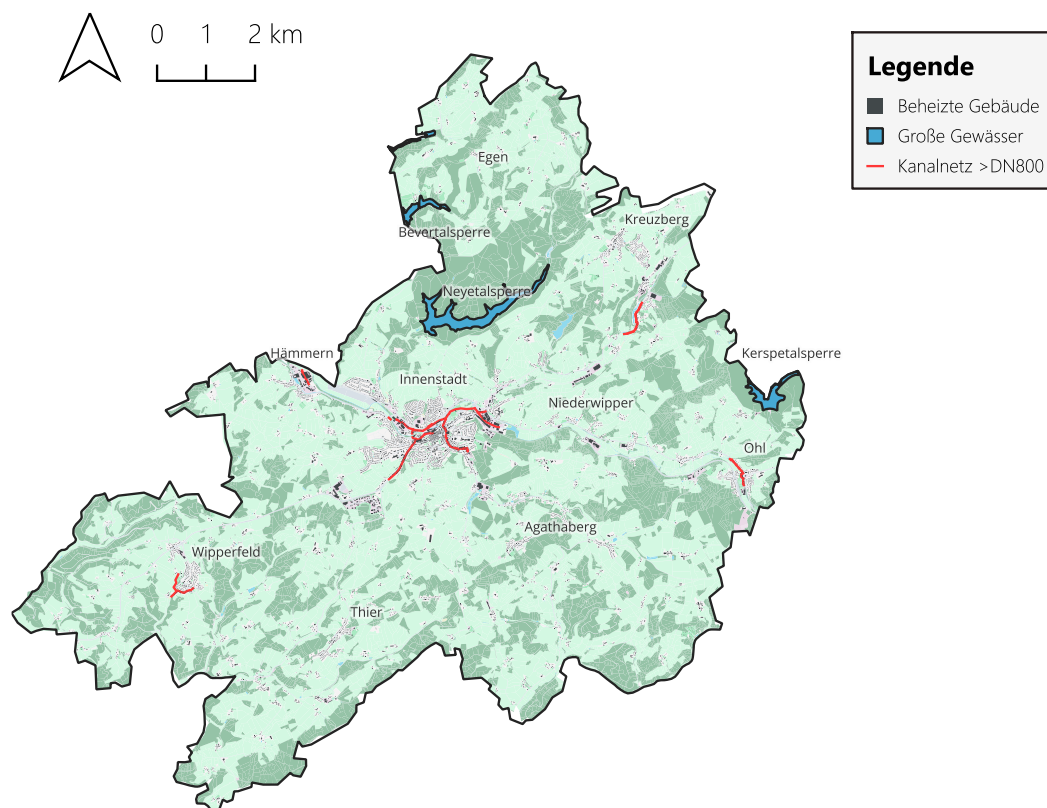 0 1 2 km
Legende
Beheizte Gebäude
Große Gewässer
Kanalnetz >DN800
Egen
Kreuzberg
Bevertalsperre
Neyetalsperre
Hämmern
Kerspetalsperre
Innenstadt
Niederwipper
Ohl
Agathaberg
Wipperfeld
Thier